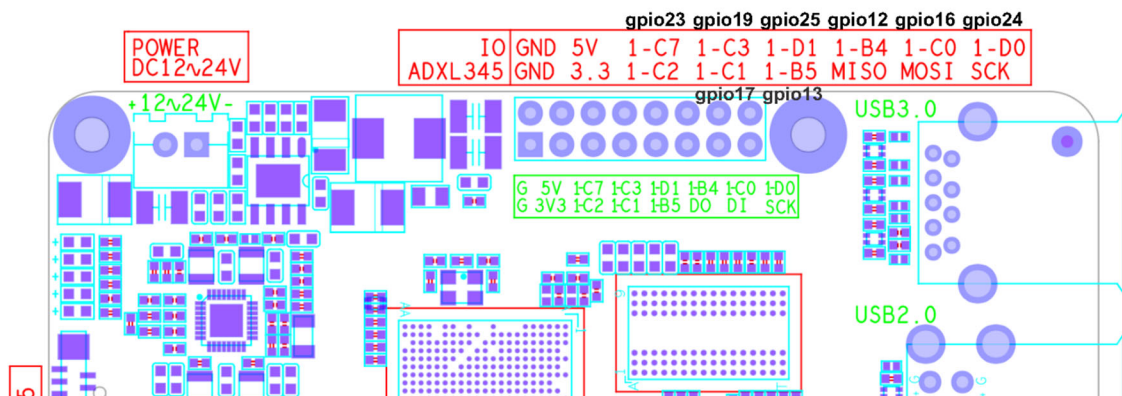 gpio23 gpio19 gpio25 gpio12 gpio16 gpio24
POWER
DC12~24V
IO GND 5V 1-C7 1-C3 1-D1 1-B4 1-C0 1-D0
ADXL345 GND 3.3 1-C2 1-C1 1-B5 MISO MOSI SCK
gpio17 gpio13
+12~24V-
USB3.0
G 5V 1-C7 1-C3 1-D1 1-B4 1-C0 1-D0
G 3V3 1-C2 1-C1 1-B5 DO DI SCK
USB2.0